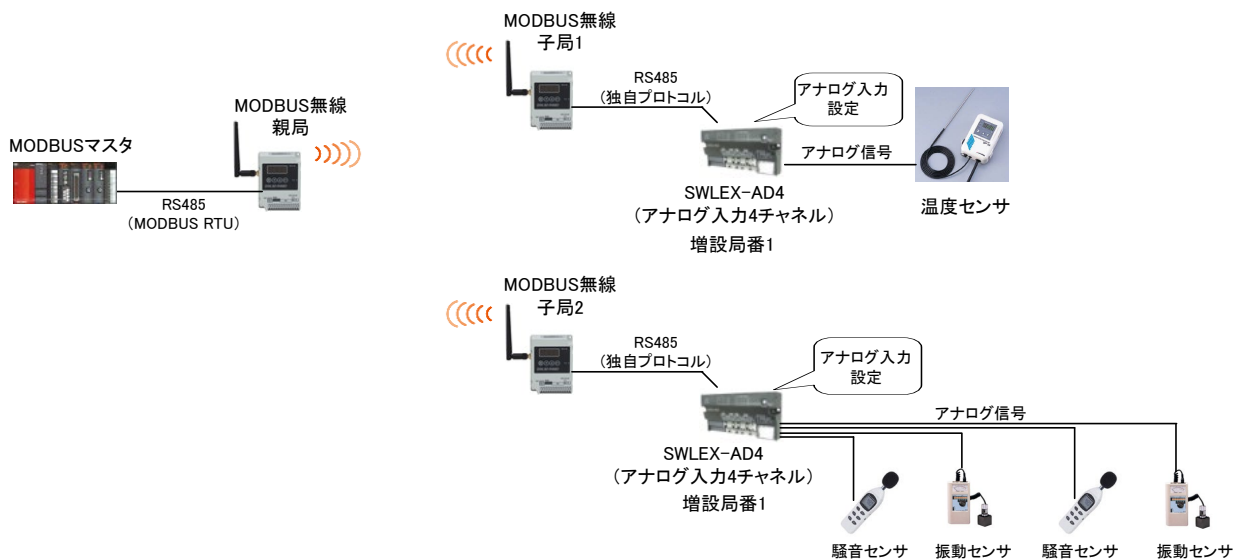 MODBUSマスタ
RS485
(MODBUS RTU)
MODBUS無線
親局
MODBUS無線
子局1
RS485
(独自プロトコル)
アナログ入力
設定
アナログ信号
SWLEX-AD4
(アナログ入力4チャネル)
増設局番1
温度センサ
MODBUS無線
子局2
RS485
(独自プロトコル)
アナログ入力
設定
アナログ信号
SWLEX-AD4
(アナログ入力4チャネル)
増設局番1
騒音センサ
振動センサ
騒音センサ
振動センサ